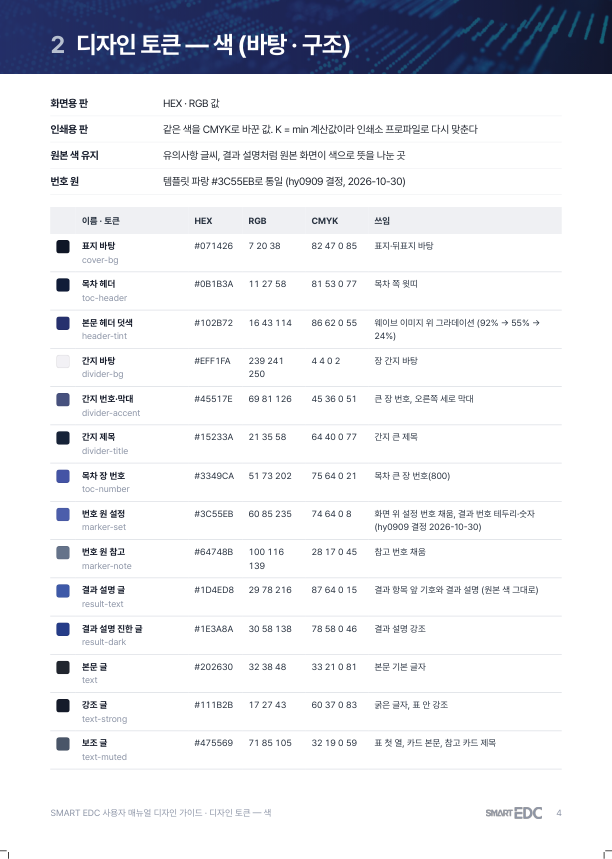 2 디자인 토큰 — 색 (바탕 · 구조)
화면용 판 HEX · RGB 값
인쇄용 판 같은 색을 CMYK로 바꾼 값. K = min 계산값이라 인쇄소 프로파일로 다시 맞춘다
원본 색 유지 유의사항 글씨, 결과 설명처럼 원본 화면이 색으로 뜻을 나눈 곳
번호 원 템플릿 파랑 #3C55EB로 통일 (hy0909 결정, 2026-10-30)
이름 · 토큰 HEX RGB CMYK 쓰임
표지 바탕 #071426 7 20 38 82 47 0 85 표지·뒤표지 바탕
cover-bg
목차 헤더 #0B1B3A 11 27 58 81 53 0 77 목차 쪽 윗띠
toc-header
본문 헤더 덧색 #102B72 16 43 114 86 62 0 55 웨이브 이미지 위 그라데이션 (92% → 55% →
header-tint 24%)
간지 바탕 #EFF1FA 239 241 4 4 0 2 장 간지 바탕
divider-bg 250
간지 번호·막대 #45517E 69 81 126 45 36 0 51 큰 장 번호, 오른쪽 세로 막대
divider-accent
간지 제목 #15233A 21 35 58 64 40 0 77 간지 큰 제목
divider-title
목차 장 번호 #3349CA 51 73 202 75 64 0 21 목차 큰 장 번호(800)
toc-number
번호 원 설정 #3C55EB 60 85 235 74 64 0 8 화면 위 설정 번호 채움, 결과 번호 테두리·숫자
marker-set (hy0909 결정 2026-10-30)
번호 원 참고 #64748B 100 116 28 17 0 45 참고 번호 채움
marker-note 139
결과 설명 글 #1D4ED8 29 78 216 87 64 0 15 결과 항목 앞 기호와 결과 설명 (원본 색 그대로)
result-text
결과 설명 진한 글 #1E3A8A 30 58 138 78 58 0 46 결과 설명 강조
result-dark
본문 글 #202630 32 38 48 33 21 0 81 본문 기본 글자
text
강조 글 #111B2B 17 27 43 60 37 0 83 굵은 글자, 표 안 강조
text-strong
보조 글 #475569 71 85 105 32 19 0 59 표 첫 열, 카드 본문, 참고 카드 제목
text-muted
SMART EDC 사용자 매뉴얼 디자인 가이드 · 디자인 토큰 — 색 SMART EDC 4